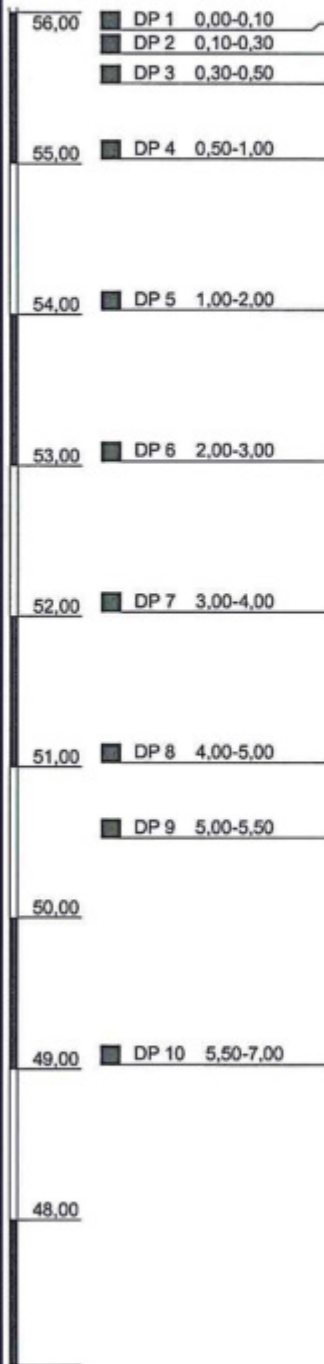 56,00 DP 1 0,00-0,10
DP 2 0,10-0,30
DP 3 0,30-0,50
55,00 DP 4 0,50-1,00
54,00 DP 5 1,00-2,00
53,00 DP 6 2,00-3,00
52,00 DP 7 3,00-4,00
51,00 DP 8 4,00-5,00
DP 9 5,00-5,50
50,00
49,00 DP 10 5,50-7,00
48,00